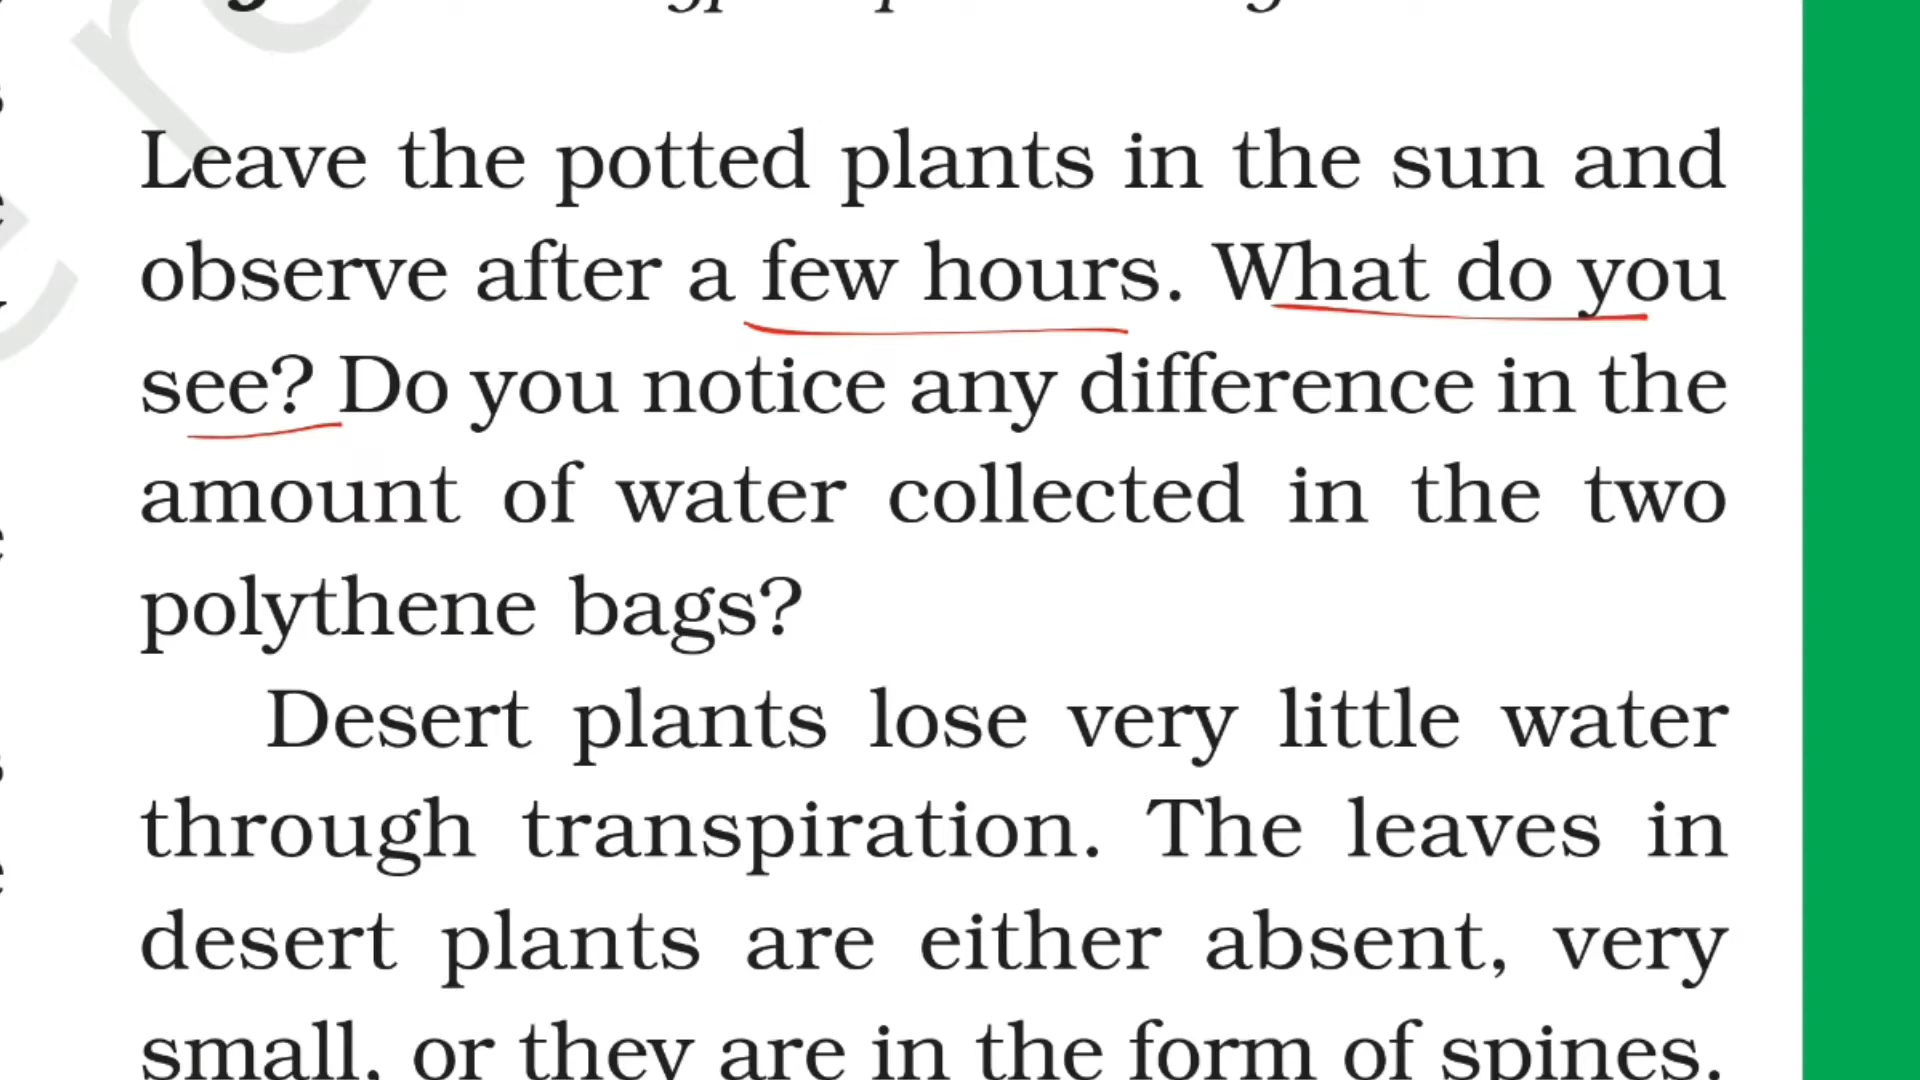 Leave the potted plants in the sun and
observe after a few hours. What do you
see? Do you notice any difference in the
amount of water collected in the two
polythene bags?
Desert plants lose very little water
through transpiration. The leaves in
desert plants are either absent, very
small, or they are in the form of spines.